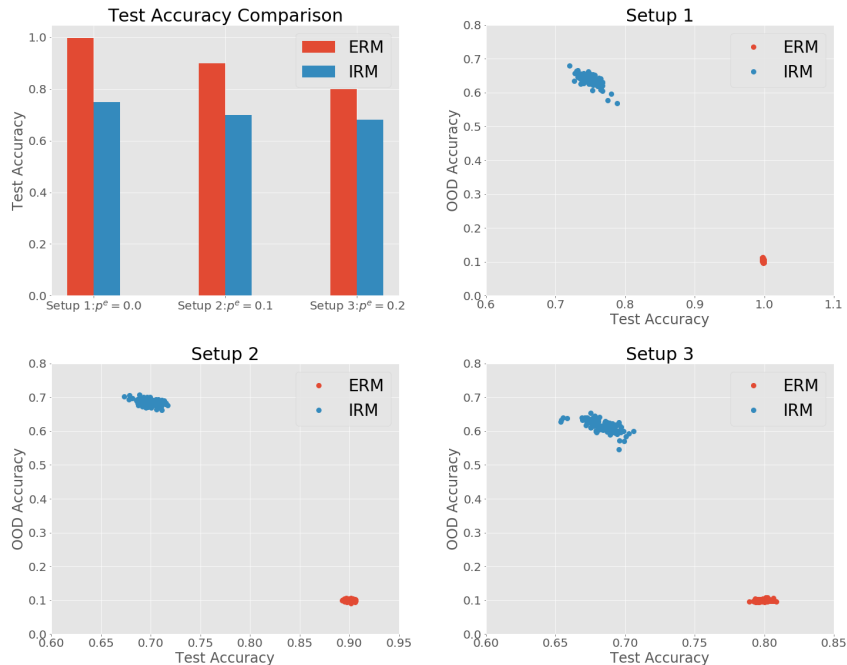 Test Accuracy Comparison
ERM
IRM
Test Accuracy
1.0
0.8
0.6
0.4
0.2
0.0
Setup 1:p^e = 0.0
Setup 2:p^e = 0.1
Setup 3:p^e = 0.2
Setup 1
ERM
IRM
OOD Accuracy
0.8
0.7
0.6
0.5
0.4
0.3
0.2
0.1
0.0
0.6 0.7 0.8 0.9 1.0 1.1
Test Accuracy
Setup 2
ERM
IRM
OOD Accuracy
0.8
0.7
0.6
0.5
0.4
0.3
0.2
0.1
0.0
0.60 0.65 0.70 0.75 0.80 0.85 0.90 0.95
Test Accuracy
Setup 3
ERM
IRM
OOD Accuracy
0.8
0.7
0.6
0.5
0.4
0.3
0.2
0.1
0.0
0.60 0.65 0.70 0.75 0.80 0.85
Test Accuracy